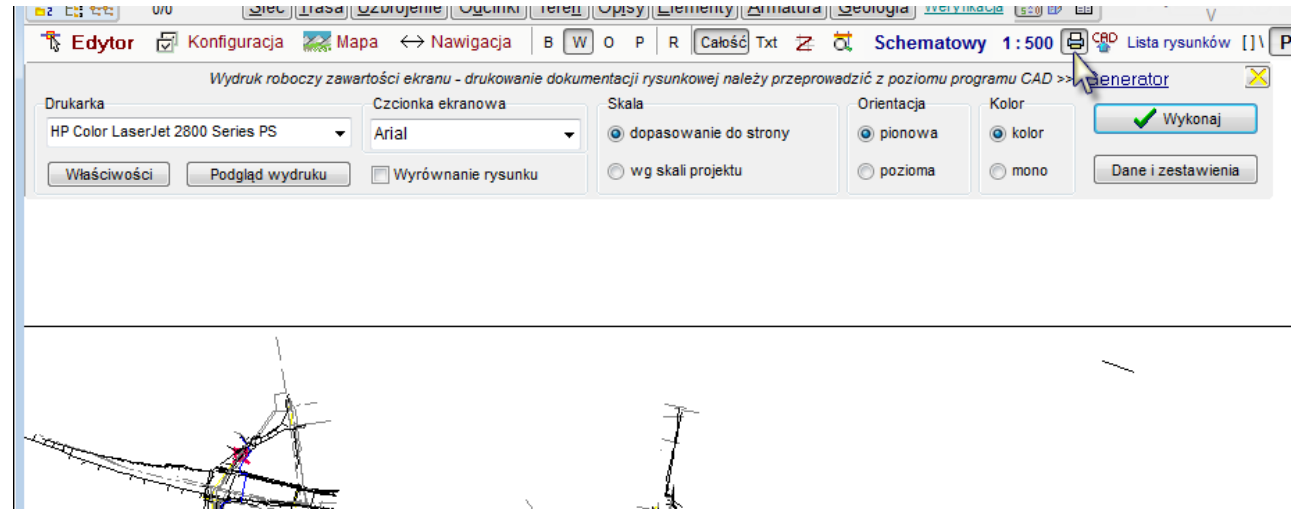 0/0 Sieć Trasa Uzbrojenie Odcinki Teren Opisy Elementy Armatura Geologia Weryfikacja
Edytor Konfiguracja Mapa Nawigacja B W O P R Całość Txt Schematowy 1 : 500 CAD Lista rysunków [ ] \ P
Wydruk roboczy zawartości ekranu - drukowanie dokumentacji rysunkowej należy przeprowadzić z poziomu programu CAD >> Generator
Drukarka Czcionka ekranowa Skala Orientacja Kolor
HP Color LaserJet 2800 Series PS Arial dopasowanie do strony pionowa kolor Wykonaj
Właściwości Podgląd wydruku Wyrównanie rysunku wg skali projektu pozioma mono Dane i zestawienia